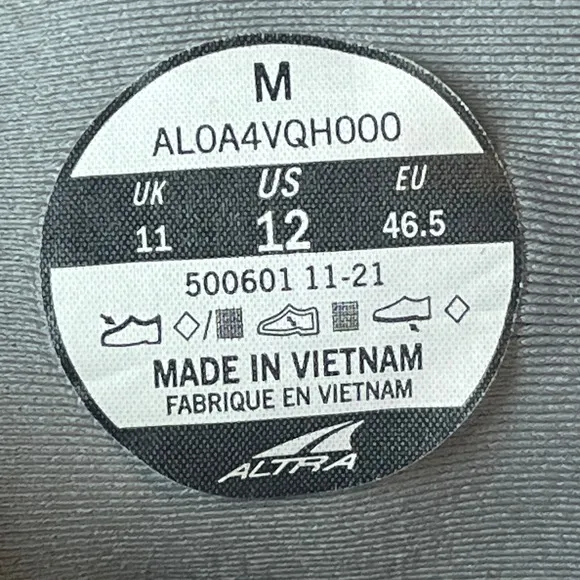 M
AL0A4VQH000
UK US EU
11 12 46.5
500601 11-21
MADE IN VIETNAM
FABRIQUE EN VIETNAM
ALTRA